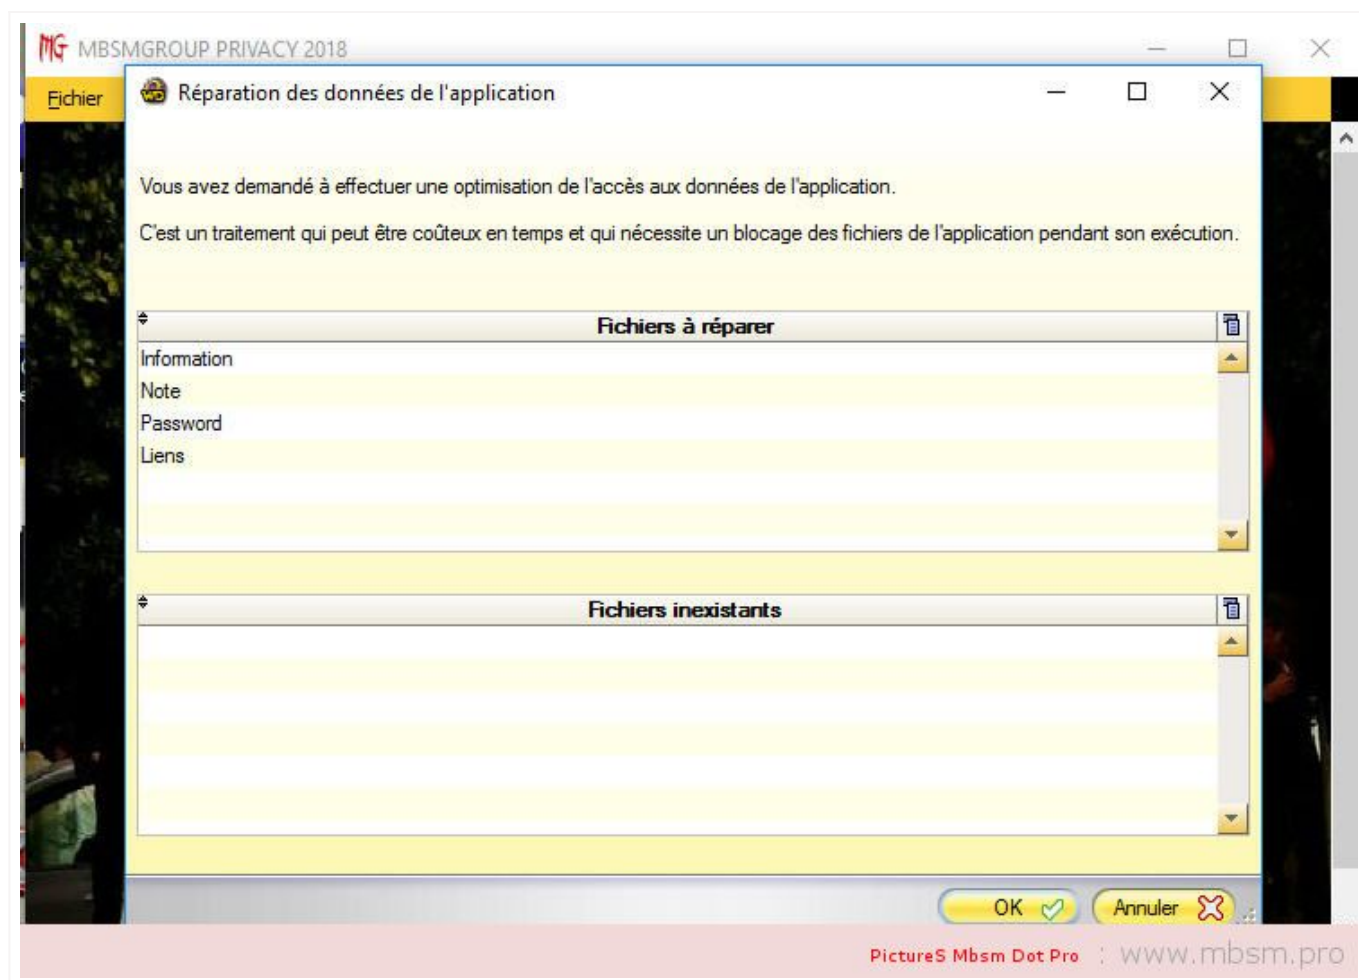 MG MBSMGROUP PRIVACY 2018
Fichier
Réparation des données de l'application
Vous avez demandé à effectuer une optimisation de l'accès aux données de l'application.
C'est un traitement qui peut être coûteux en temps et qui nécessite un blocage des fichiers de l'application pendant son exécution.
Fichiers à réparer
Information
Note
Password
Liens
Fichiers inexistants
OK Annuler
PictureS Mbsm Dot Pro : www.mbsm.pro